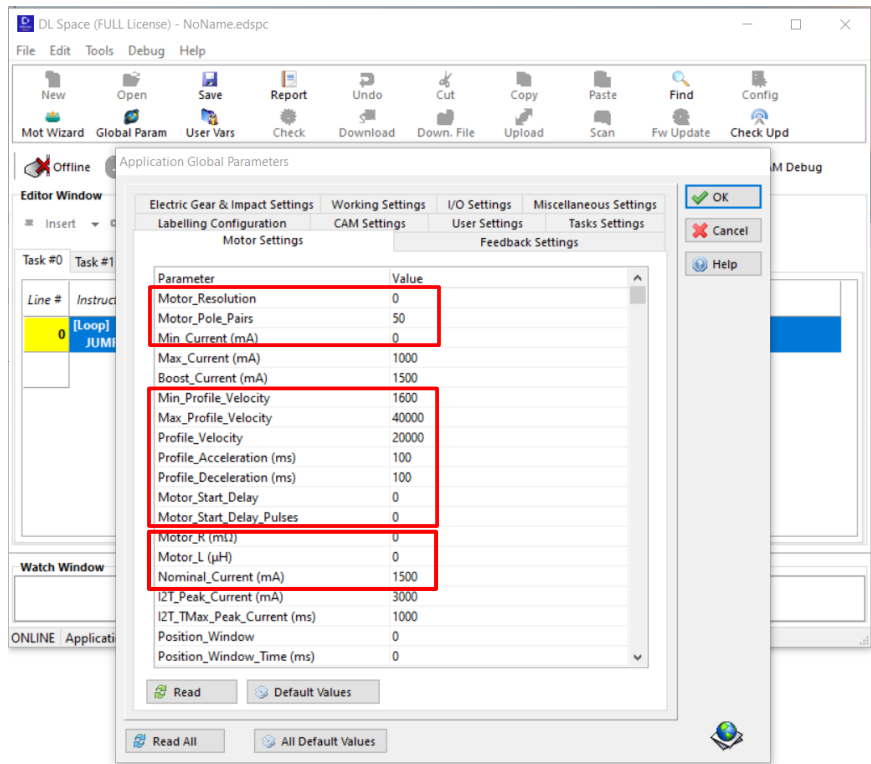 DL Space (FULL License) - NoName.edspc
File Edit Tools Debug Help
New Open Save Report Undo Cut Copy Paste Find Config
Mot Wizard Global Param User Vars Check Download Down. File Upload Scan Fw Update Check Upd
Offline
Application Global Parameters
AM Debug
Editor Window
Insert
Task #0 Task #1
Line # Instruct
0 [Loop]
JUMP
Electric Gear & Impact Settings Working Settings I/O Settings Miscellaneous Settings
Labelling Configuration CAM Settings User Settings Tasks Settings
Motor Settings Feedback Settings
OK
Cancel
Help
Parameter Value
Motor_Resolution 0
Motor_Pole_Pairs 50
Min_Current (mA) 0
Max_Current (mA) 1000
Boost_Current (mA) 1500
Min_Profile_Velocity 1600
Max_Profile_Velocity 40000
Profile_Velocity 20000
Profile_Acceleration (ms) 100
Profile_Deceleration (ms) 100
Motor_Start_Delay 0
Motor_Start_Delay_Pulses 0
Motor_R (mΩ) 0
Motor_L (µH) 0
Nominal_Current (mA) 1500
I2T_Peak_Current (mA) 3000
I2T_TMax_Peak_Current (ms) 1000
Position_Window 0
Position_Window_Time (ms) 0
Watch Window
ONLINE Applicati
Read Default Values
Read All All Default Values